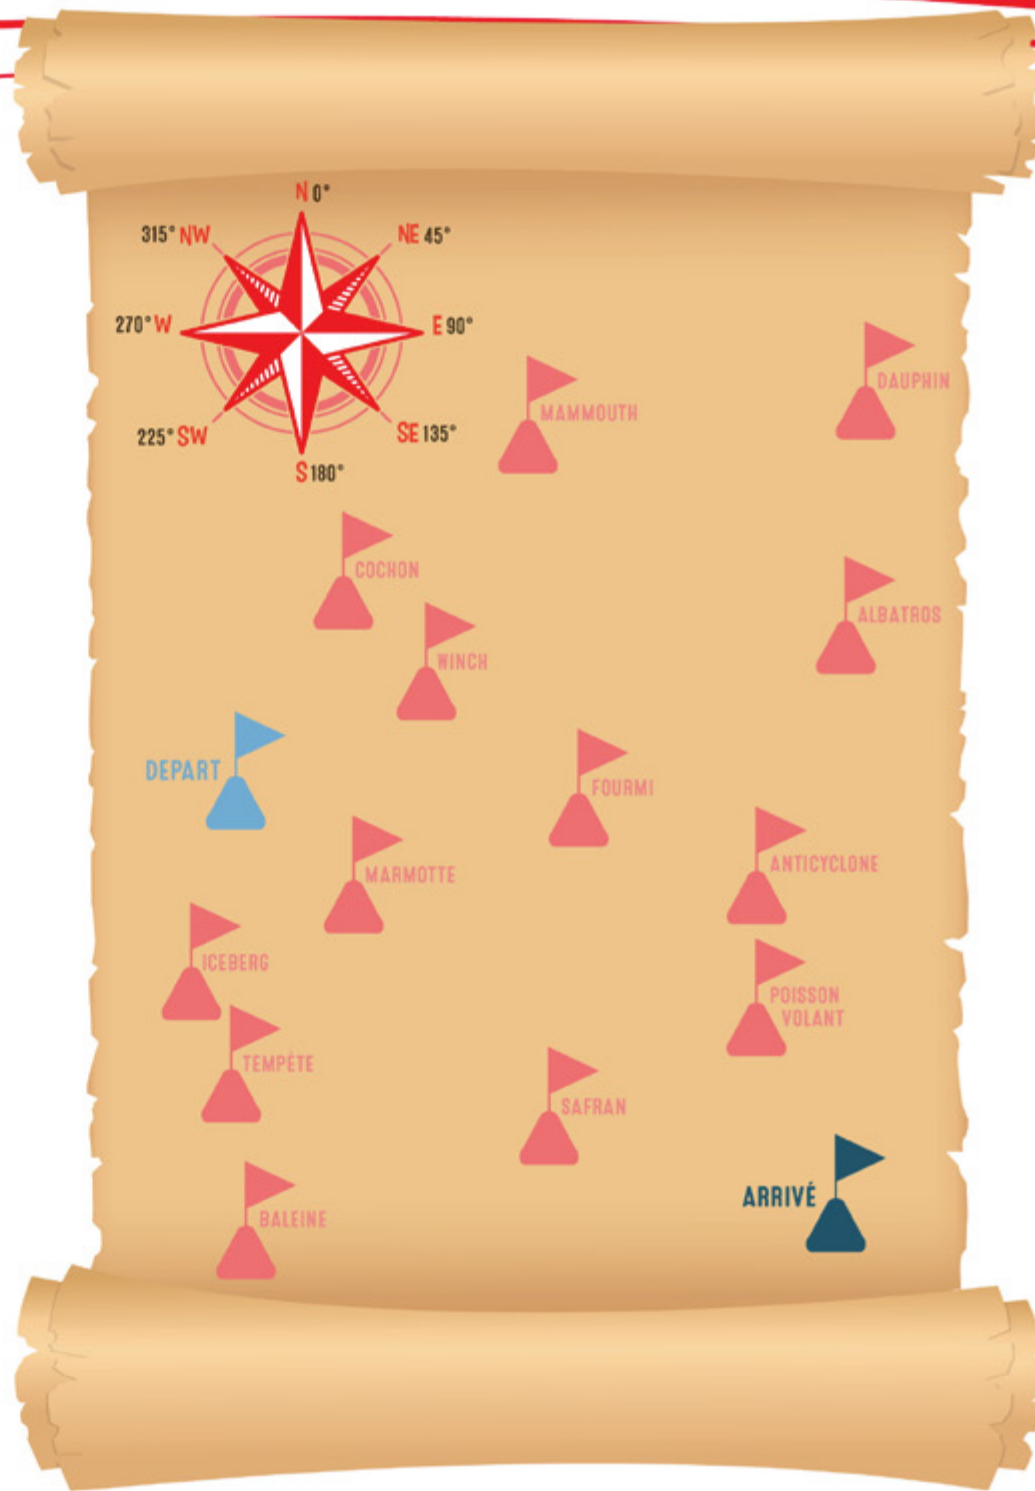 N 0°
315° NW
NE 45°
270° W
E 90°
225° SW
SE 135°
S 180°
DAUPHIN
MAMMOUTH
COCHON
ALBATROS
WINCH
DEPART
FOURMI
ANTICYCLONE
MARMOTTE
ICEBERG
POISSON
VOLANT
TEMPÊTE
SAFRAN
ARRIVÉ
BALEINE